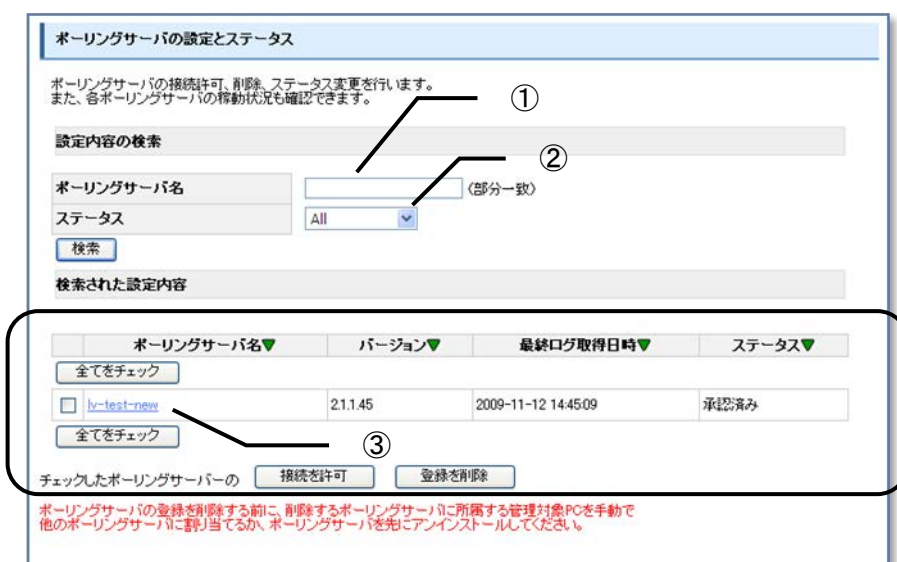 ポーリングサーバの設定とステータス
ポーリングサーバの接続許可、削除、ステータス変更を行います。
また、各ポーリングサーバの稼動状況も確認できます。
①
設定内容の検索
②
ポーリングサーバ名 (部分一致)
ステータス All
検索
検索された設定内容
ポーリングサーバ名▼ バージョン▼ 最終ログ取得日時▼ ステータス▼
全てをチェック
lv-test-new 2.1.1.45 2009-11-12 14:45:09 承認済み
全てをチェック
③
チェックしたポーリングサーバーの 接続を許可 登録を削除
ポーリングサーバの登録を削除する前に、削除するポーリングサーバに所属する管理対象PCを手動で
他のポーリングサーバに割り当てるか、ポーリングサーバを先にアンインストールしてください。